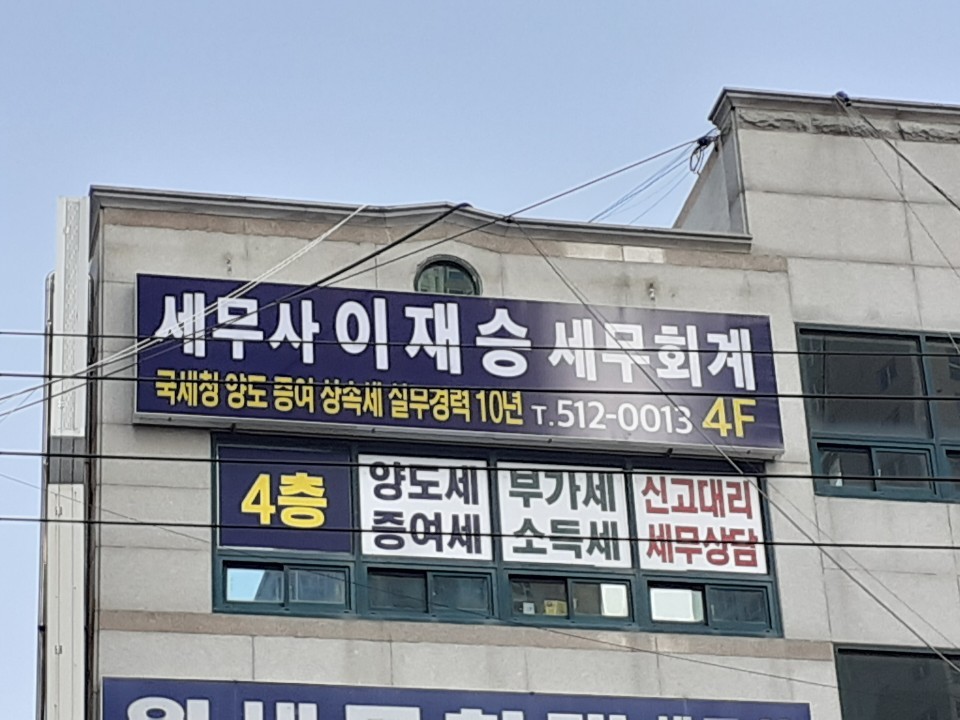 세무사 이재승 세무회계
국세청 양도 증여 상속세 실무경력 10년 T.512-0013 4F
4층
양도세
증여세
부가세
소득세
신고대리
세무상담